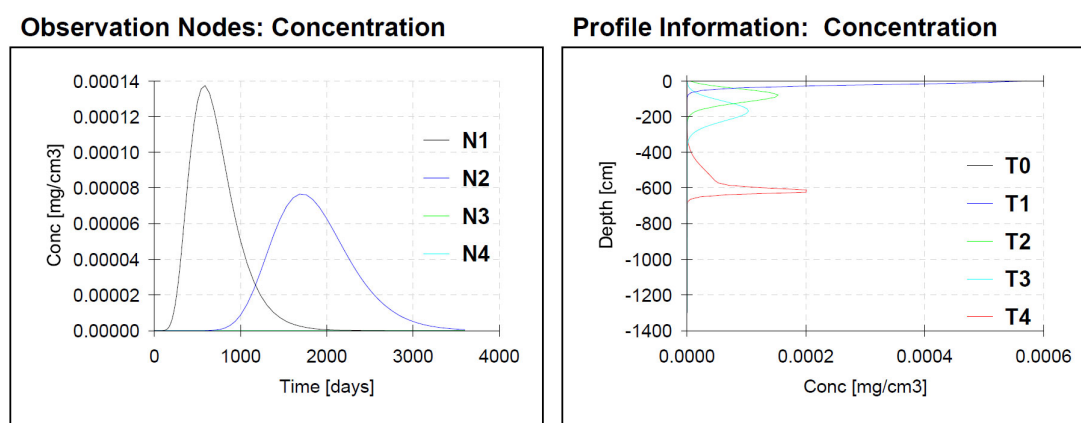 Observation Nodes: Concentration
0.00014
0.00012
0.00010
0.00008
0.00006
0.00004
0.00002
0.00000
Conc [mg/cm3]
0 1000 2000 3000 4000
Time [days]
N1
N2
N3
N4
Profile Information: Concentration
0
-200
-400
-600
-800
-1000
-1200
-1400
Depth [cm]
0.0000 0.0002 0.0004 0.0006
Conc [mg/cm3]
T0
T1
T2
T3
T4